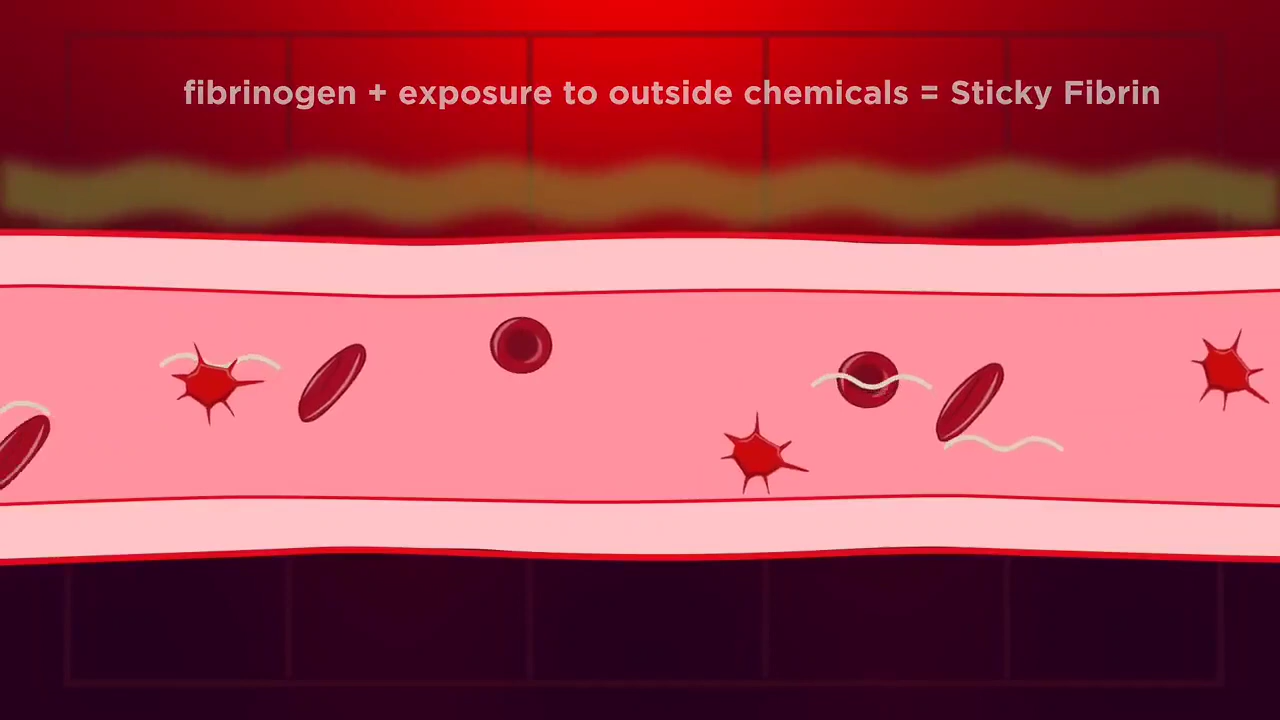 fibrinogen + exposure to outside chemicals = Sticky Fibrin